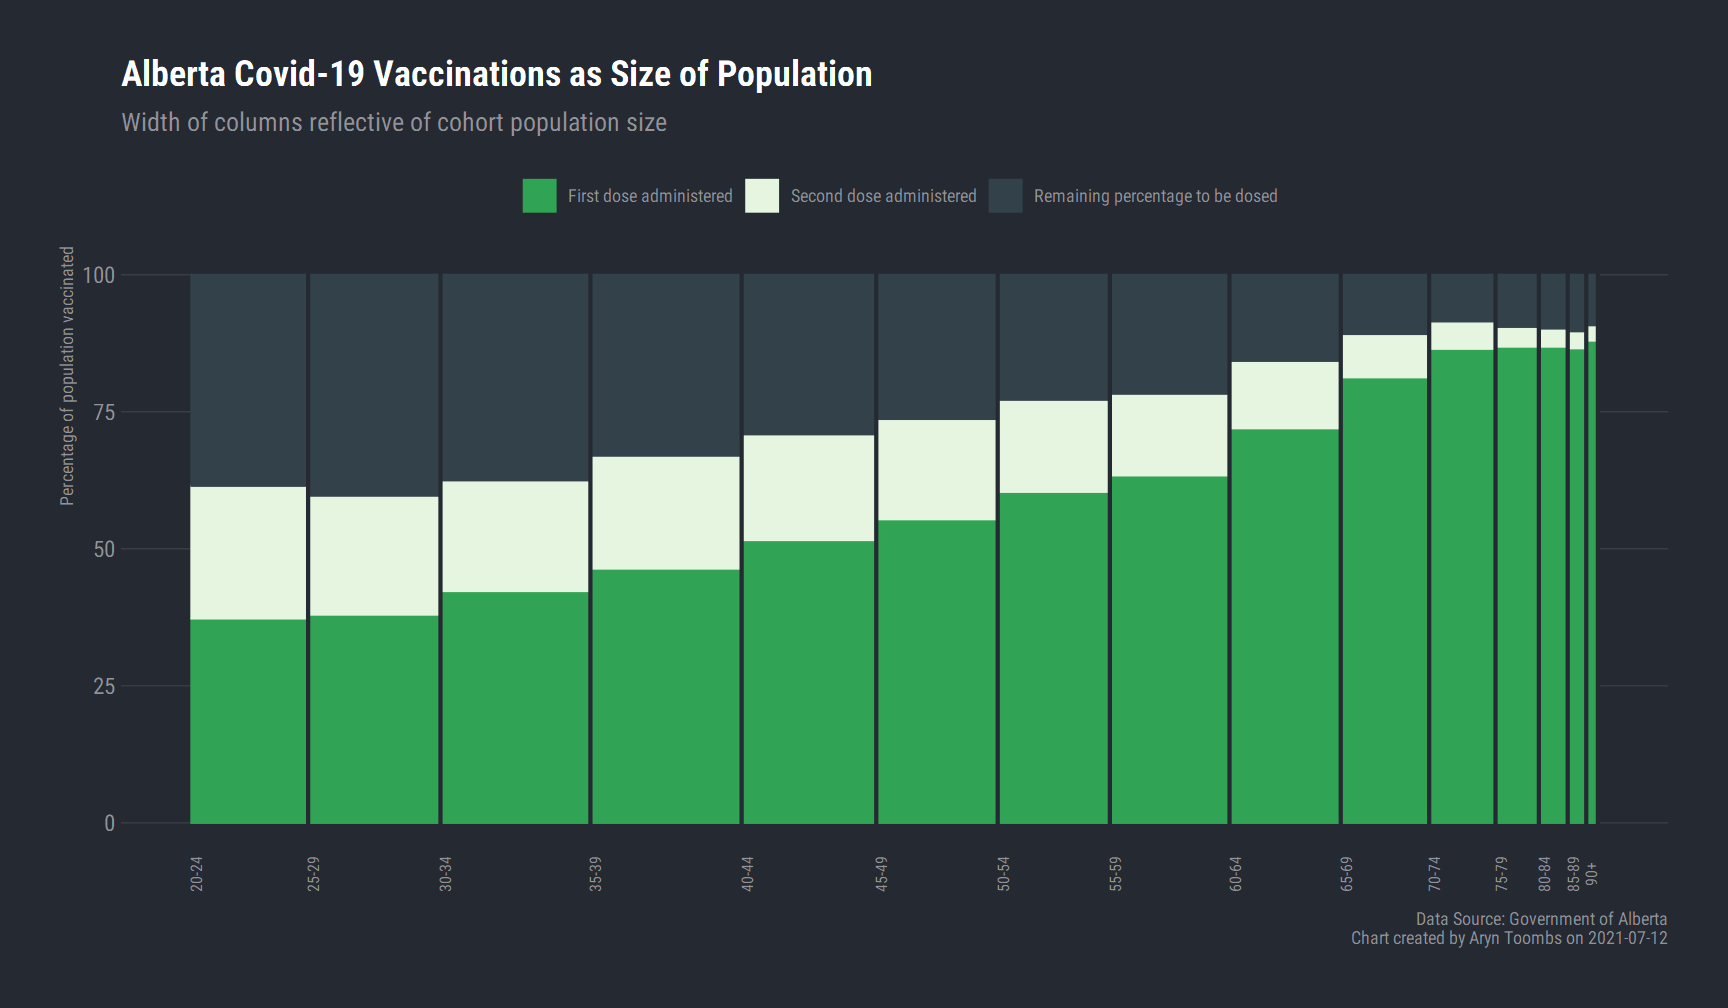 Alberta Covid-19 Vaccinations as Size of Population
Width of columns reflective of cohort population size
First dose administered
Second dose administered
Remaining percentage to be dosed
Percentage of population vaccinated
100
75
50
25
0
20-24
25-29
30-34
35-39
40-44
45-49
50-54
55-59
60-64
65-69
70-74
75-79
80-84
85-89
90+
Data Source: Government of Alberta
Chart created by Aryn Toombs on 2021-07-12